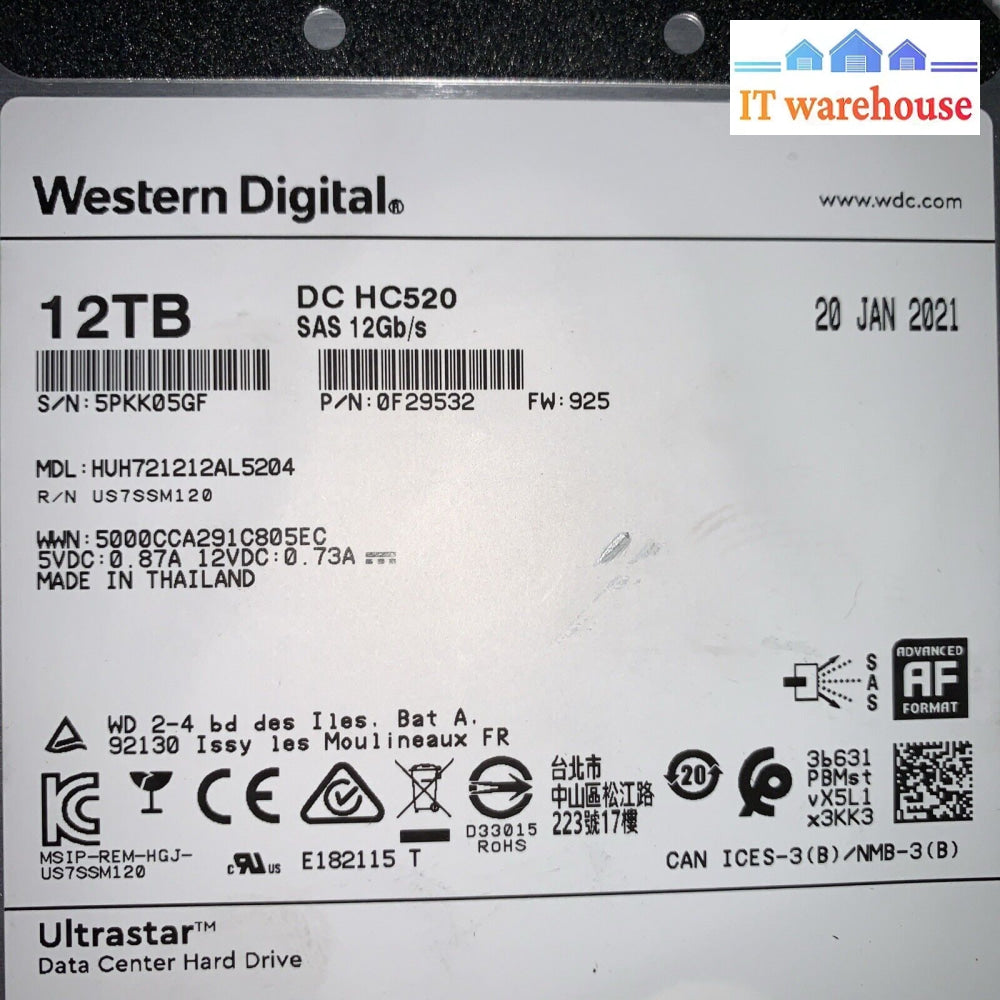 IT warehouse
Western Digital®
www.wdc.com
12TB
DC HC520
SAS 12Gb/s
20 JAN 2021
S/N:5PKK05GF
P/N:0F29532
FW:925
MDL:HUH721212AL5204
R/N US7SSM120
WWN:5000CCA291C805EC
5VDC:0.87A 12VDC:0.73A
MADE IN THAILAND
SAS
ADVANCED
AF
FORMAT
WD 2-4 bd des Iles. Bat A.
92130 Issy les Moulineaux FR
台北市
中山區松江路
223號17樓
20
3b631
PBMst
vX5L1
x3KK3
D33015
RoHS
MSIP-REM-HGJ-
US7SSM120
c RU US
E182115 T
CAN ICES-3(B)/NMB-3(B)
Ultrastar™
Data Center Hard Drive